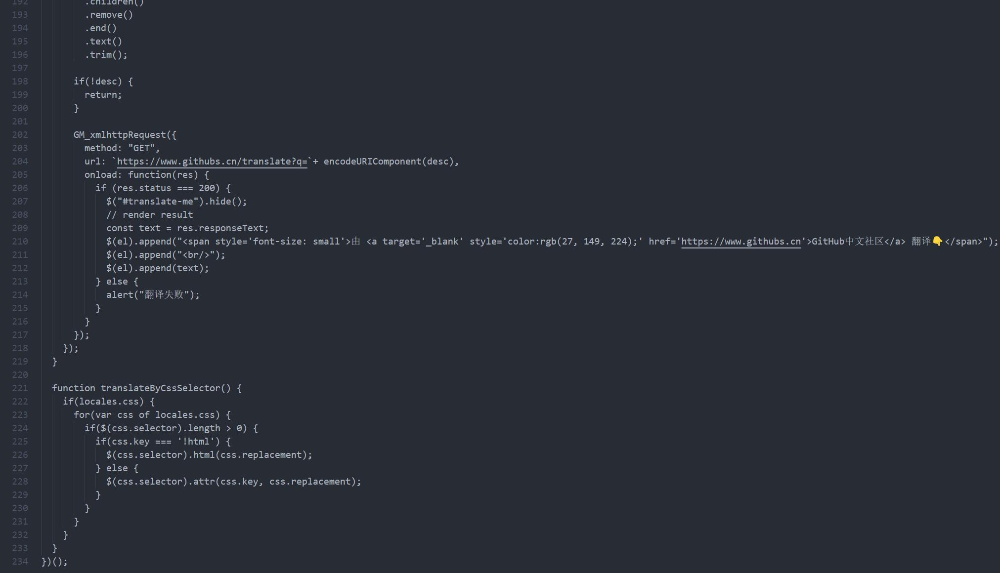 192 .children()
193 .remove()
194 .end()
195 .text()
196 .trim();
197
198 if(!desc) {
199 return;
200 }
201
202 GM_xmlhttpRequest({
203 method: "GET",
204 url: `https://www.githubs.cn/translate?q=`+ encodeURIComponent(desc),
205 onload: function(res) {
206 if (res.status === 200) {
207 $("#translate-me").hide();
208 // render result
209 const text = res.responseText;
210 $(el).append("<span style='font-size: small'>由 <a target='_blank' style='color:rgb(27, 149, 224);' href='https://www.githubs.cn'>GitHub中文社区</a> 翻译👇</span>");
211 $(el).append("<br/>");
212 $(el).append(text);
213 } else {
214 alert("翻译失败");
215 }
216 }
217 });
218 });
219 }
220
221 function translateByCssSelector() {
222 if(locales.css) {
223 for(var css of locales.css) {
224 if($(css.selector).length > 0) {
225 if(css.key === '!html') {
226 $(css.selector).html(css.replacement);
227 } else {
228 $(css.selector).attr(css.key, css.replacement);
229 }
230 }
231 }
232 }
233 }
234 })();